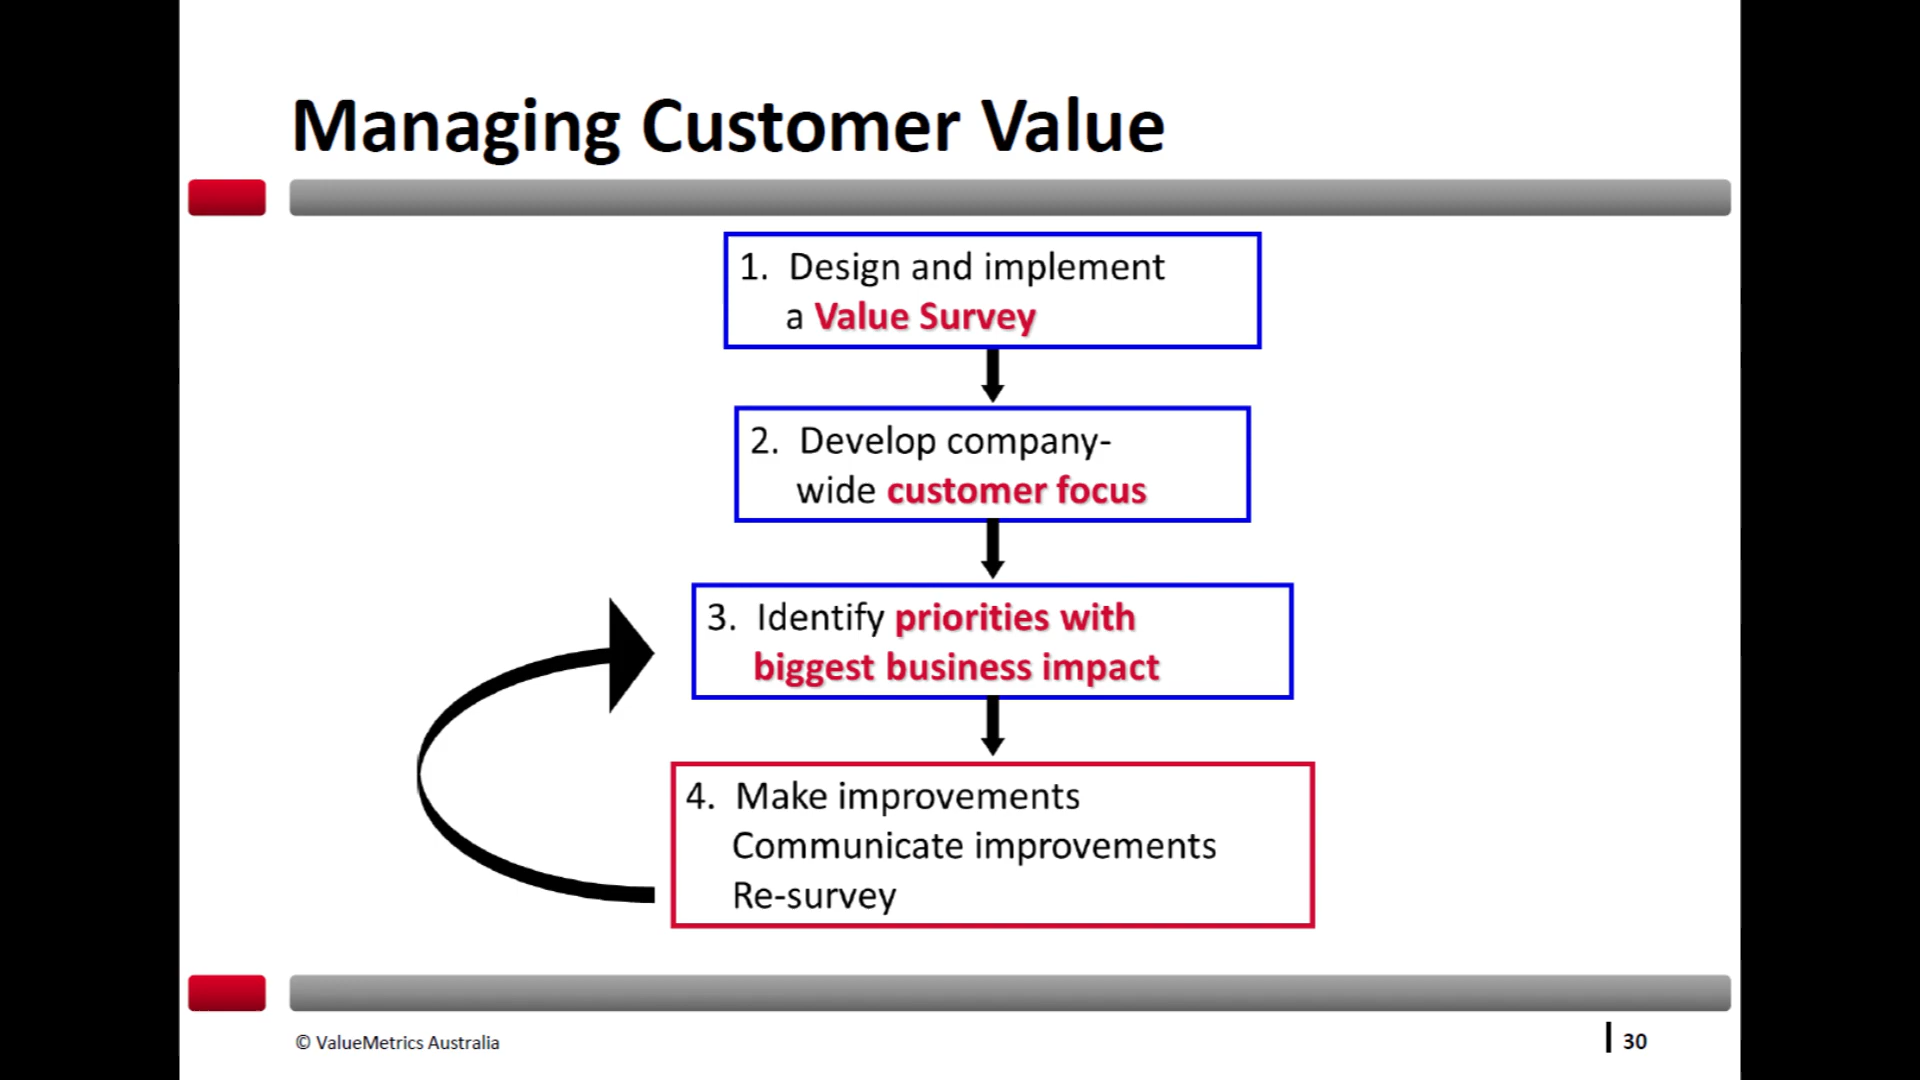 Managing Customer Value
1. Design and implement
a Value Survey
2. Develop company-
wide customer focus
3. Identify priorities with
biggest business impact
4. Make improvements
Communicate improvements
Re-survey
© ValueMetrics Australia
30